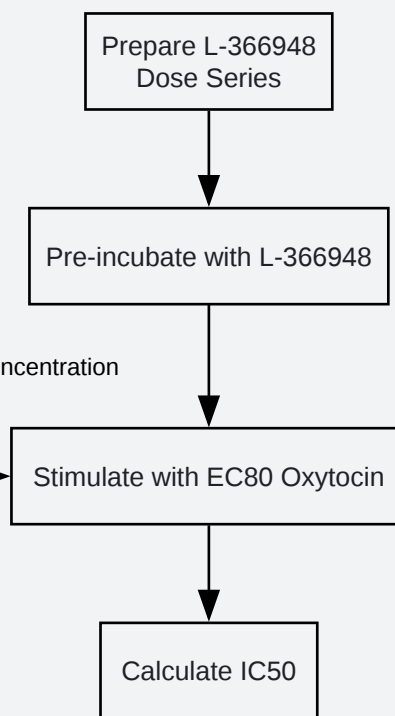 Prepare L-366948
Dose Series
Pre-incubate with L-366948
ncentration
Stimulate with EC80 Oxytocin
Calculate IC50